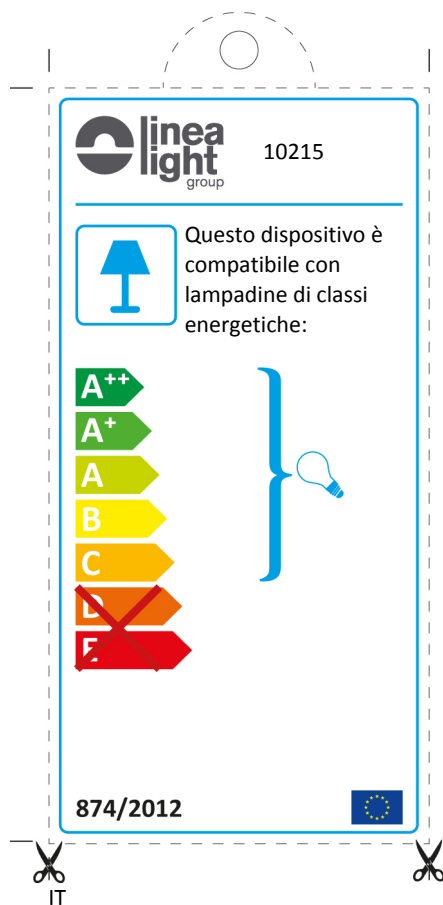 linea
light
group
10215
Questo dispositivo è
compatibile con
lampadine di classi
energetiche:
A++
A+
A
B
C
D
E
874/2012
IT